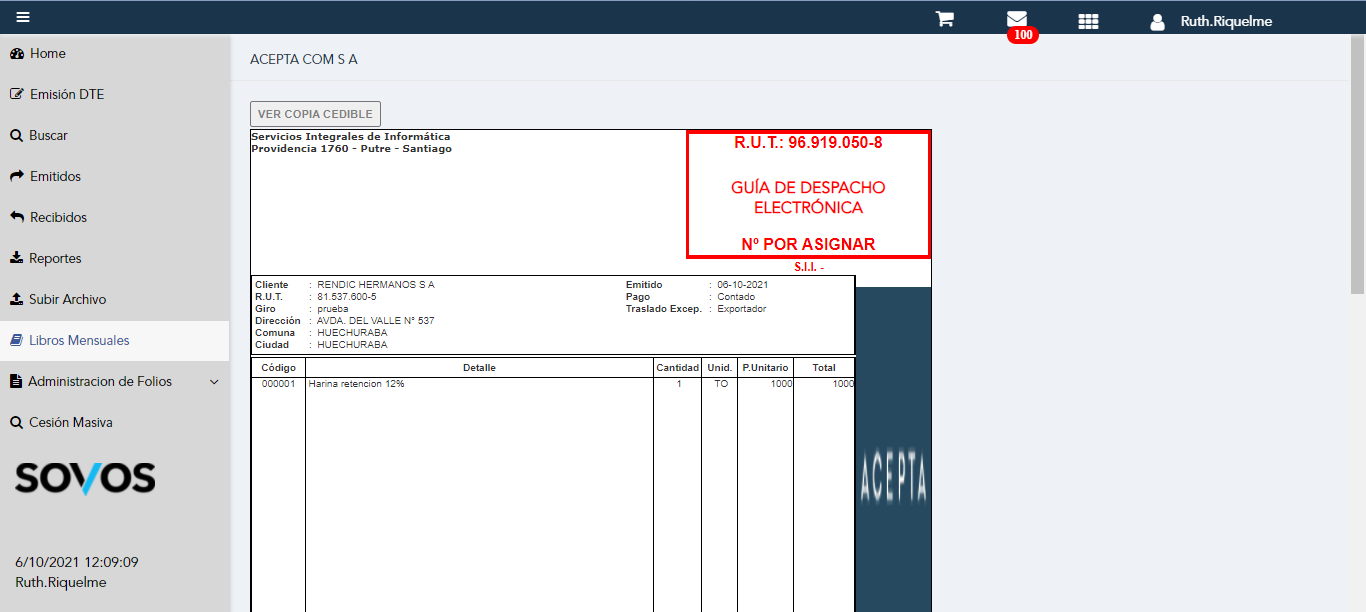 Ruth.Riquelme
100
Home
Emisión DTE
Buscar
Emitidos
Recibidos
Reportes
Subir Archivo
Libros Mensuales
Administracion de Folios
Cesión Masiva
SOVOS
6/10/2021 12:09:09
Ruth.Riquelme
ACEPTA COM S A
VER COPIA CEDIBLE
Servicios Integrales de Informática
Providencia 1760 - Putre - Santiago
R.U.T.: 96.919.050-8
GUÍA DE DESPACHO
ELECTRÓNICA
Nº POR ASIGNAR
S.I.I. -
Cliente : RENDIC HERMANOS S A Emitido : 06-10-2021
R.U.T. : 81.537.600-5 Pago : Contado
Giro : prueba Traslado Excep. : Exportador
Dirección : AVDA. DEL VALLE N° 537
Comuna : HUECHURABA
Ciudad : HUECHURABA
Código Detalle Cantidad Unid. P.Unitario Total
000001 Harina retencion 12% 1 TO 1000 1000
ACEPTA